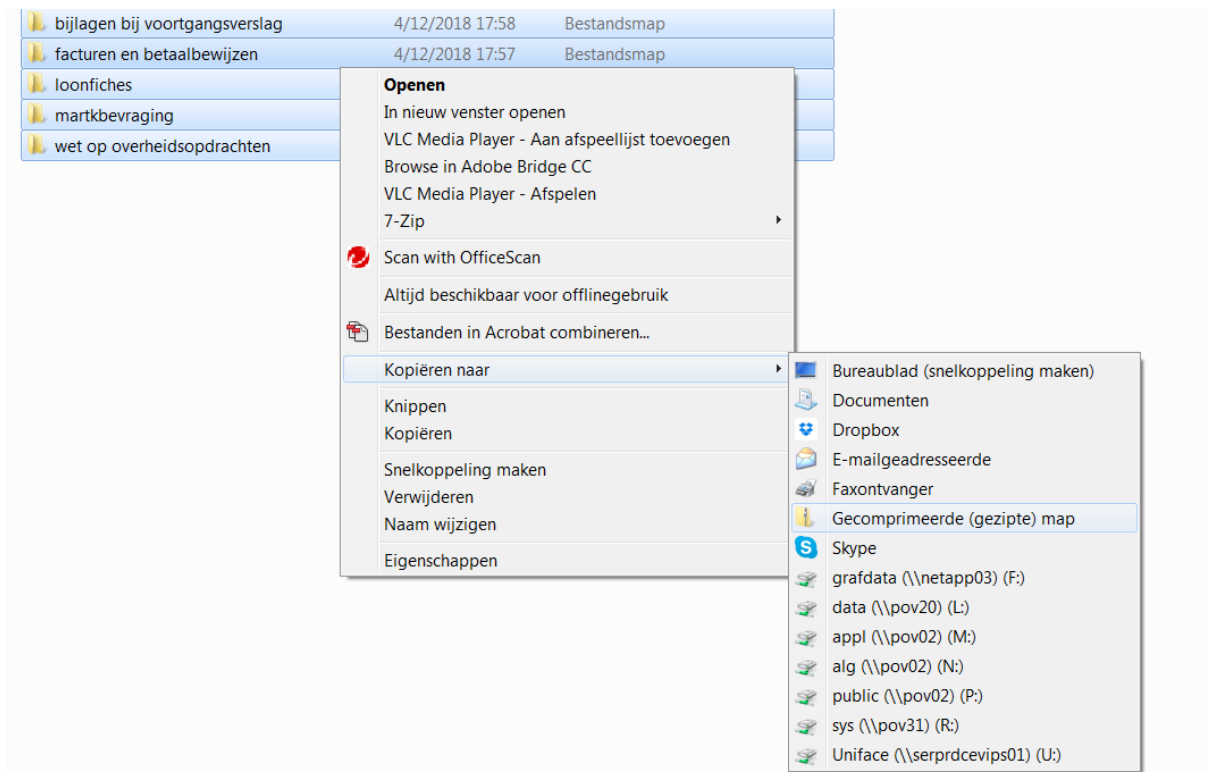 bijlagen bij voortgangsverslag 4/12/2018 17:58 Bestandsmap
facturen en betaalbewijzen 4/12/2018 17:57 Bestandsmap
loonfiches
martkbevraging
wet op overheidsopdrachten
Openen
In nieuw venster openen
VLC Media Player - Aan afspeellijst toevoegen
Browse in Adobe Bridge CC
VLC Media Player - Afspelen
7-Zip
Scan with OfficeScan
Altijd beschikbaar voor offlinegebruik
Bestanden in Acrobat combineren...
Kopiëren naar
Knippen
Kopiëren
Snelkoppeling maken
Verwijderen
Naam wijzigen
Eigenschappen
Bureaublad (snelkoppeling maken)
Documenten
Dropbox
E-mailgeadresseerde
Faxontvanger
Gecomprimeerde (gezipte) map
Skype
grafdata (\\netapp03) (F:)
data (\\pov20) (L:)
appl (\\pov02) (M:)
alg (\\pov02) (N:)
public (\\pov02) (P:)
sys (\\pov31) (R:)
Uniface (\\serprdcevips01) (U:)